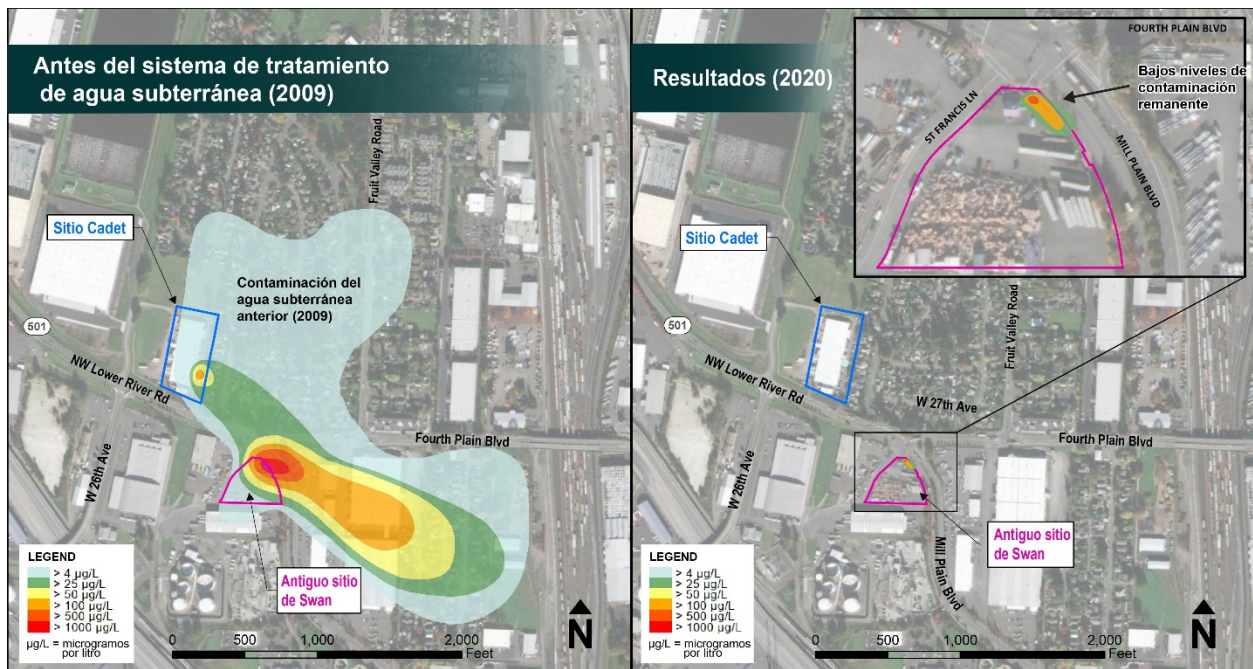 Antes del sistema de tratamiento
de agua subterránea (2009)
Fruit Valley Road
Sitio Cadet
Contaminación del
agua subterránea
anterior (2009)
501
NW Lower River Rd
W 26th Ave
Fourth Plain Blvd
Antiguo sitio
de Swan
LEGEND
> 4 µg/L
> 25 µg/L
> 50 µg/L
> 100 µg/L
> 500 µg/L
> 1000 µg/L
µg/L = microgramos
por litro
0 500 1,000 2,000
Feet
N
Resultados (2020)
FOURTH PLAIN BLVD
Bajos niveles de
contaminación
remanente
ST FRANCIS LN
MILL PLAIN BLVD
Sitio Cadet
Fruit Valley Road
501
NW Lower River Rd
W 27th Ave
Fourth Plain Blvd
W 26th Ave
Antiguo sitio
de Swan
Mill Plain Blvd
LEGEND
> 4 µg/L
> 25 µg/L
> 50 µg/L
> 100 µg/L
> 500 µg/L
> 1000 µg/L
µg/L = microgramos
por litro
0 500 1,000 2,000
Feet
N